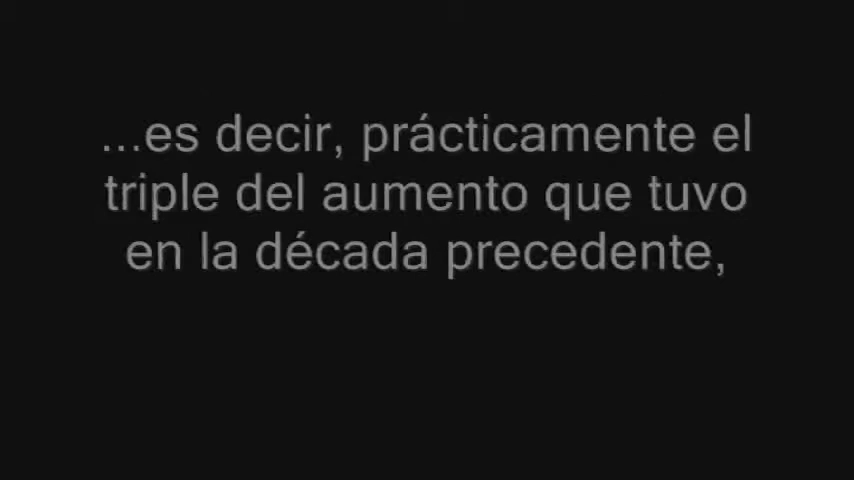 ...es decir, prácticamente el
triple del aumento que tuvo
en la década precedente,